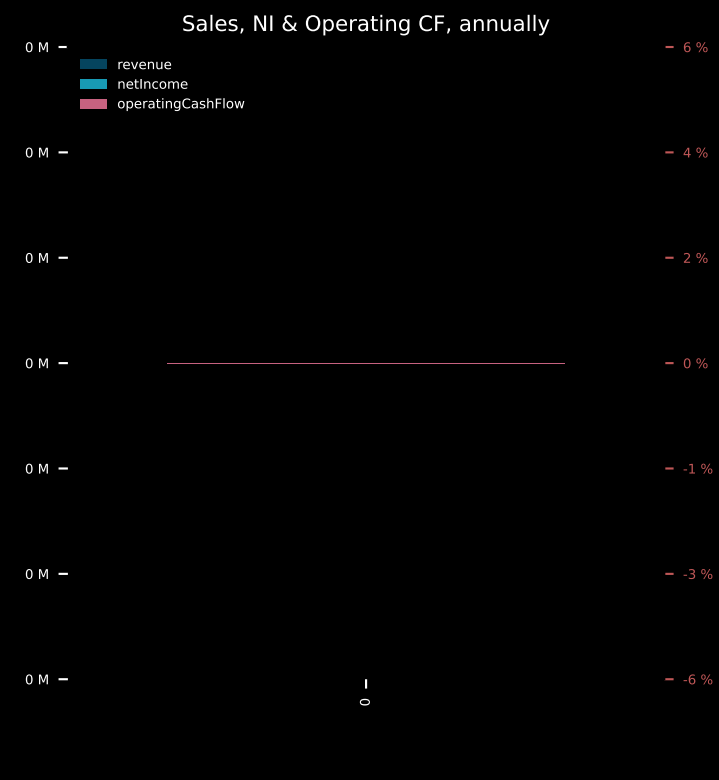 Sales, NI & Operating CF, annually
0 M
6 %
revenue
netIncome
operatingCashFlow
0 M
4 %
0 M
2 %
0 M
0 %
0 M
-1 %
0 M
-3 %
0 M
-6 %
0